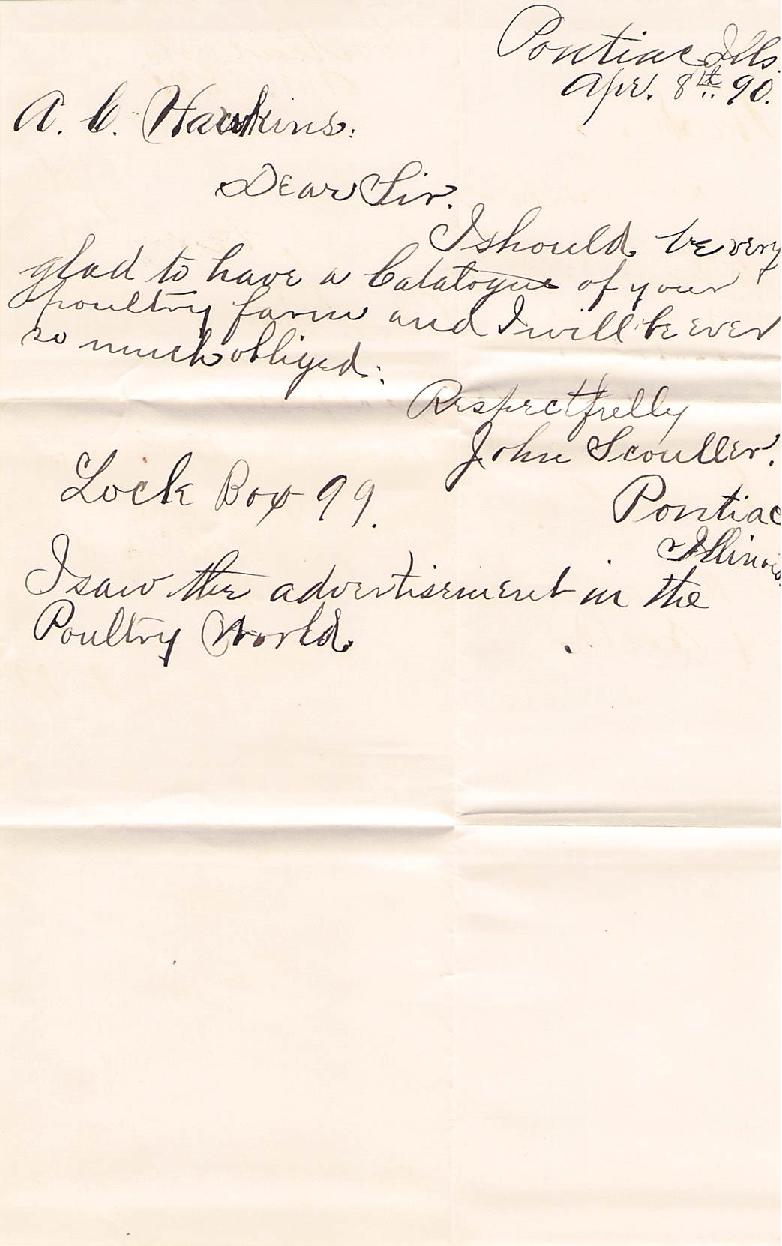 Pontiac Ills.
Apr. 8th. 90.
A. C. Hawkins.
Dear Sir.
I should be very
glad to have a Catalogue of your
poultry farm and I will be ever
so much obliged.
Respectfully
John Scouller.
Lock Box 99.
Pontiac
Illinois
I saw the advertisement in the
Poultry World.